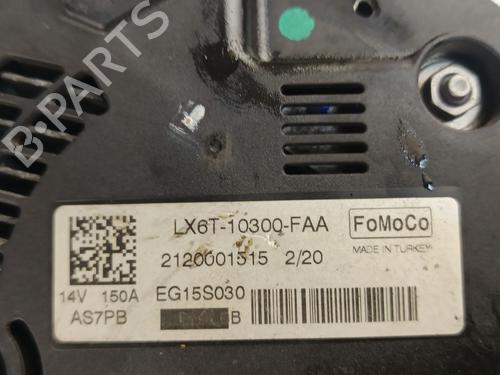 B-PARTS
LX6T-10300-FAA
FoMoCo
2120001515 2/20
MADE IN TURKEY
14V 150A EG15S030
AS7PB
B